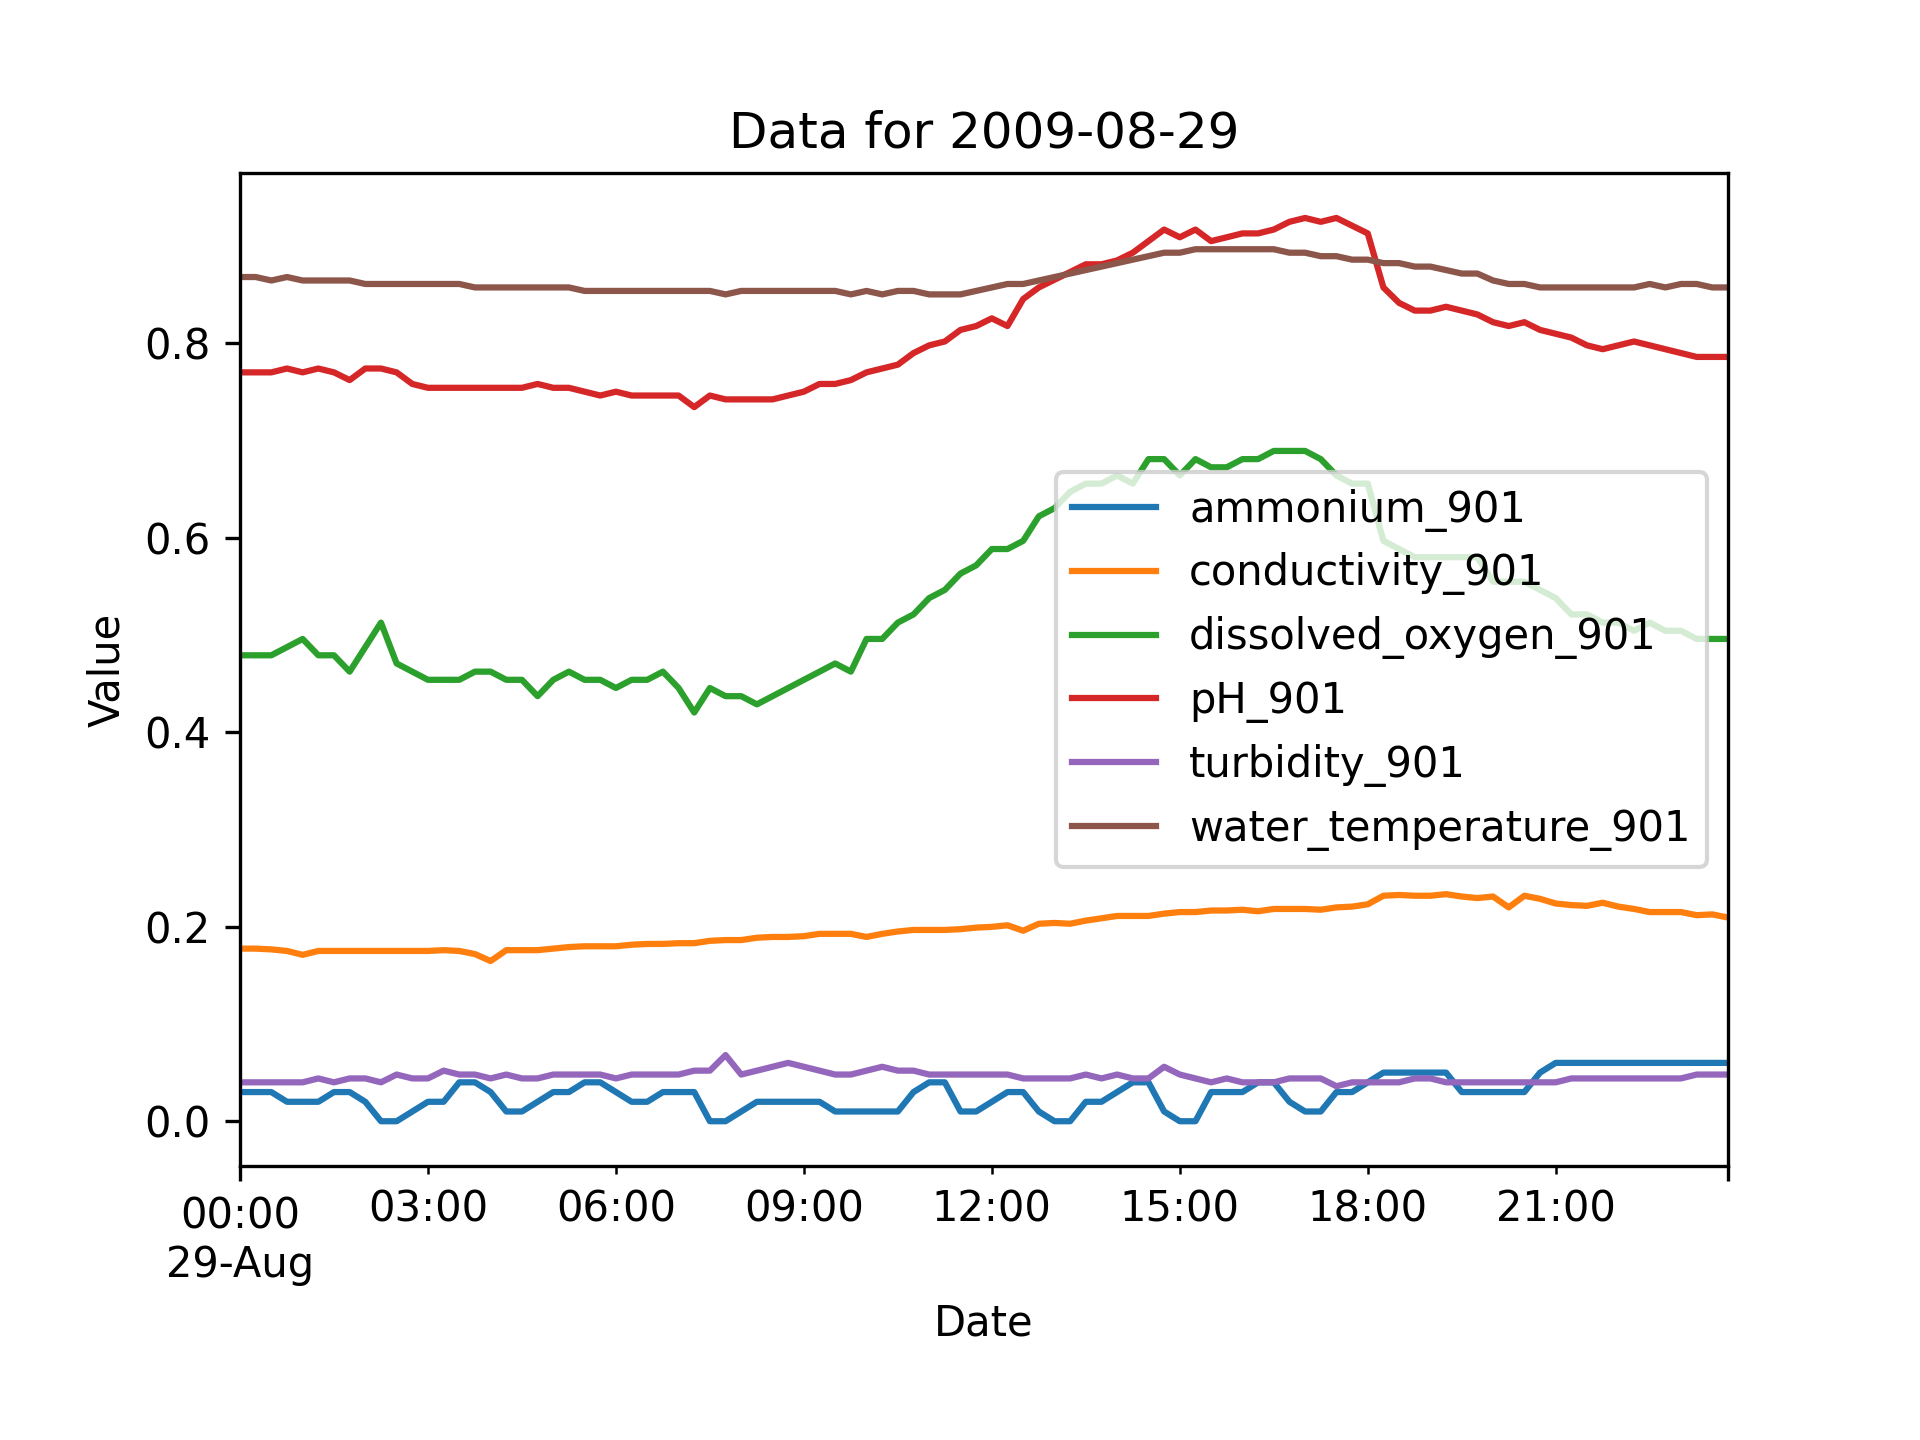 Data for 2009-08-29
Value
0.8
0.6
0.4
0.2
0.0
ammonium_901
conductivity_901
dissolved_oxygen_901
pH_901
turbidity_901
water_temperature_901
00:00 03:00 06:00 09:00 12:00 15:00 18:00 21:00
29-Aug
Date